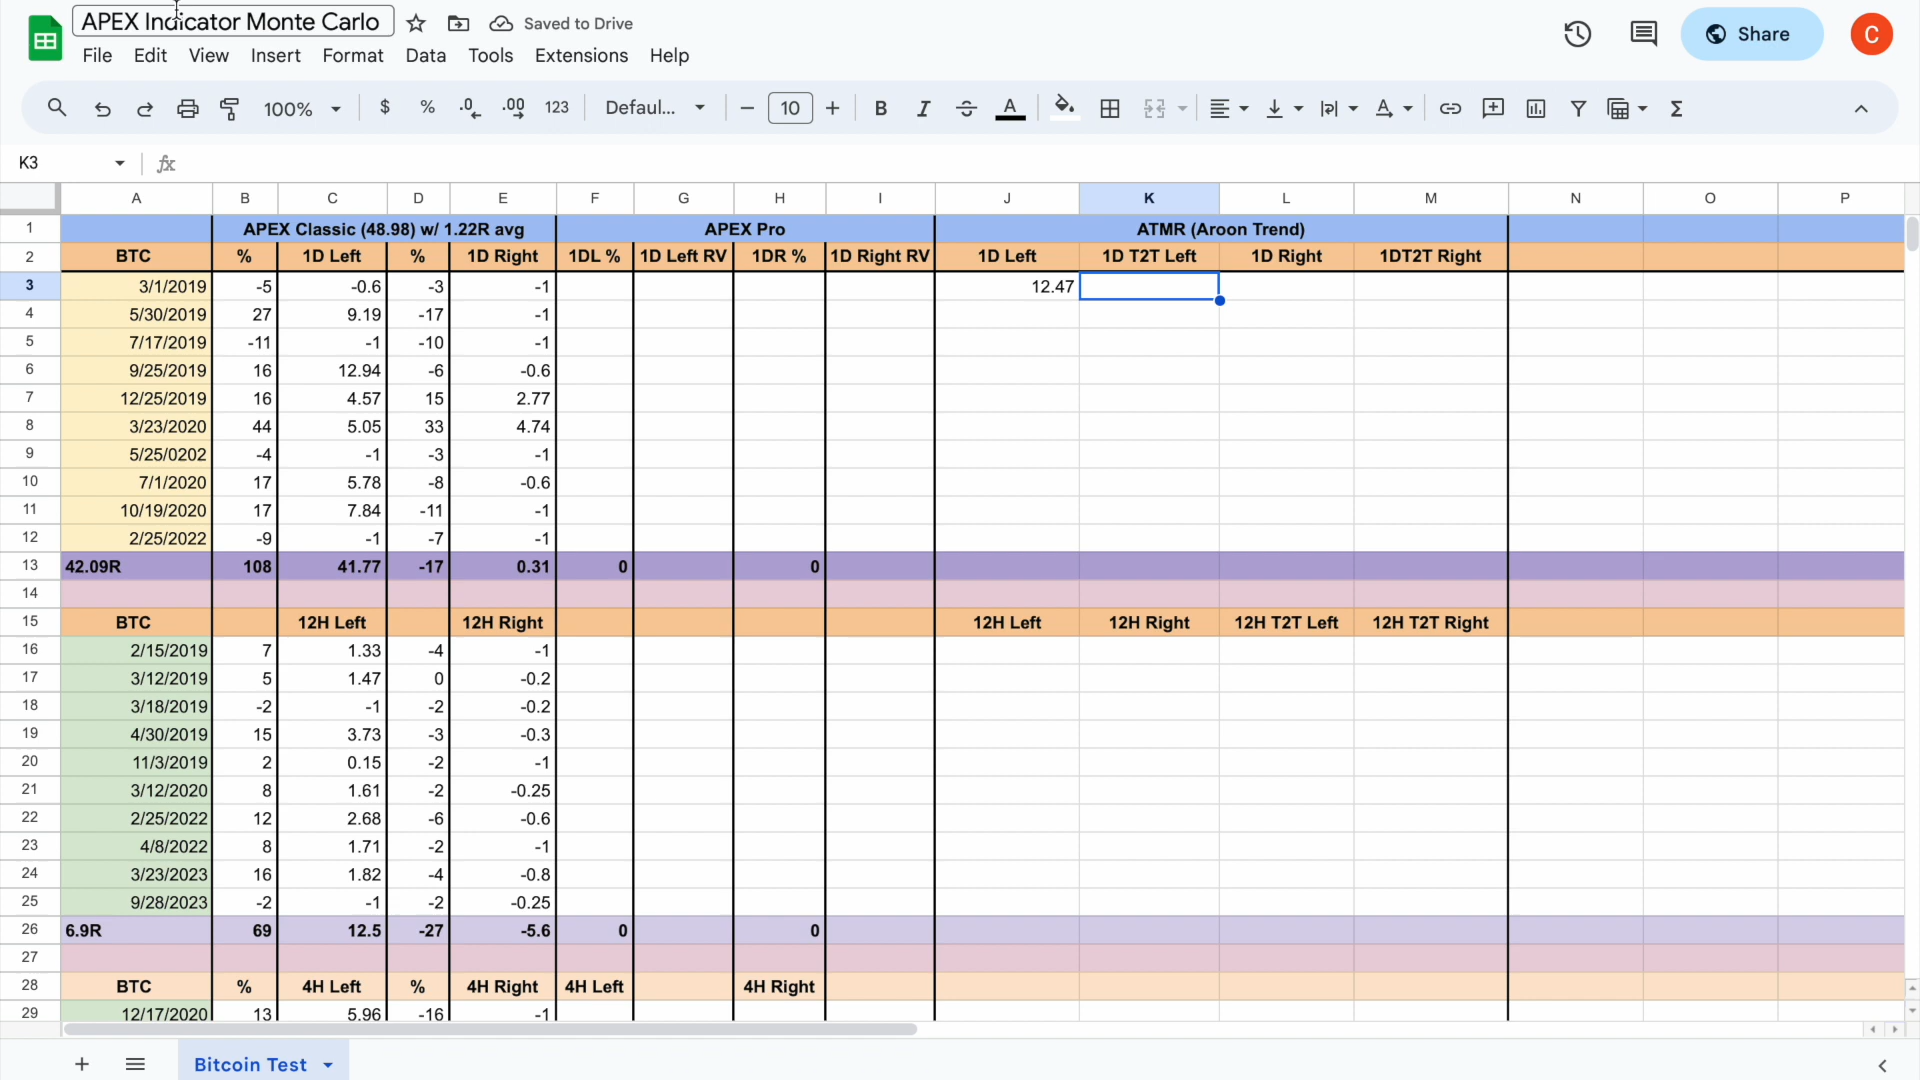 APEX Indicator Monte Carlo Saved to Drive
File Edit View Insert Format Data Tools Extensions Help
Share C
100% $ % .0 .00 123 Defaul... 10 B I A
K3 fx
A B C D E F G H I J K L M N O P
1 APEX Classic (48.98) w/ 1.22R avg APEX Pro ATMR (Aroon Trend)
2 BTC % 1D Left % 1D Right 1DL % 1D Left RV 1DR % 1D Right RV 1D Left 1D T2T Left 1D Right 1DT2T Right
3 3/1/2019 -5 -0.6 -3 -1 12.47
4 5/30/2019 27 9.19 -17 -1
5 7/17/2019 -11 -1 -10 -1
6 9/25/2019 16 12.94 -6 -0.6
7 12/25/2019 16 4.57 15 2.77
8 3/23/2020 44 5.05 33 4.74
9 5/25/0202 -4 -1 -3 -1
10 7/1/2020 17 5.78 -8 -0.6
11 10/19/2020 17 7.84 -11 -1
12 2/25/2022 -9 -1 -7 -1
13 42.09R 108 41.77 -17 0.31 0 0
14
15 BTC 12H Left 12H Right 12H Left 12H Right 12H T2T Left 12H T2T Right
16 2/15/2019 7 1.33 -4 -1
17 3/12/2019 5 1.47 0 -0.2
18 3/18/2019 -2 -1 -2 -0.2
19 4/30/2019 15 3.73 -3 -0.3
20 11/3/2019 2 0.15 -2 -1
21 3/12/2020 8 1.61 -2 -0.25
22 2/25/2022 12 2.68 -6 -0.6
23 4/8/2022 8 1.71 -2 -1
24 3/23/2023 16 1.82 -4 -0.8
25 9/28/2023 -2 -1 -2 -0.25
26 6.9R 69 12.5 -27 -5.6 0 0
27
28 BTC % 4H Left % 4H Right 4H Left 4H Right
29 12/17/2020 13 5.96 -16 -1
Bitcoin Test